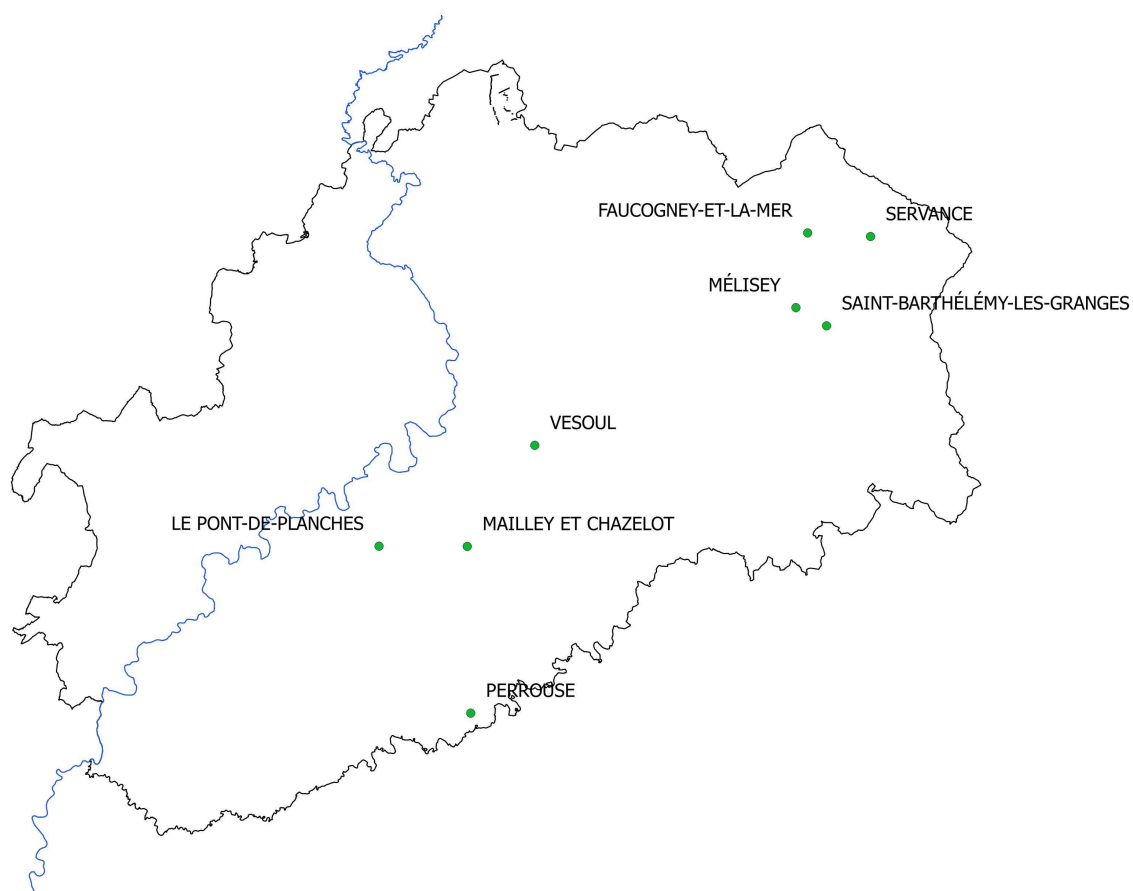 FAUCOGNEY-ET-LA-MER
SERVANCE
MÉLISEY
SAINT-BARTHÉLÉMY-LES-GRANGES
VESOUL
LE PONT-DE-PLANCHES
MAILLEY ET CHAZELOT
PERROUSE